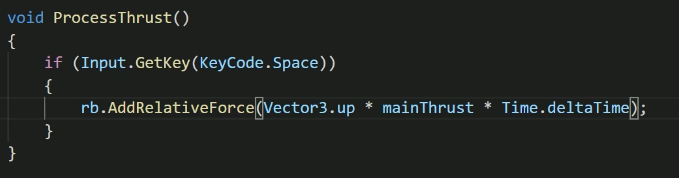 void ProcessThrust()
{
    if (Input.GetKey(KeyCode.Space))
    {
        rb.AddRelativeForce(Vector3.up * mainThrust * Time.deltaTime);
    }
}